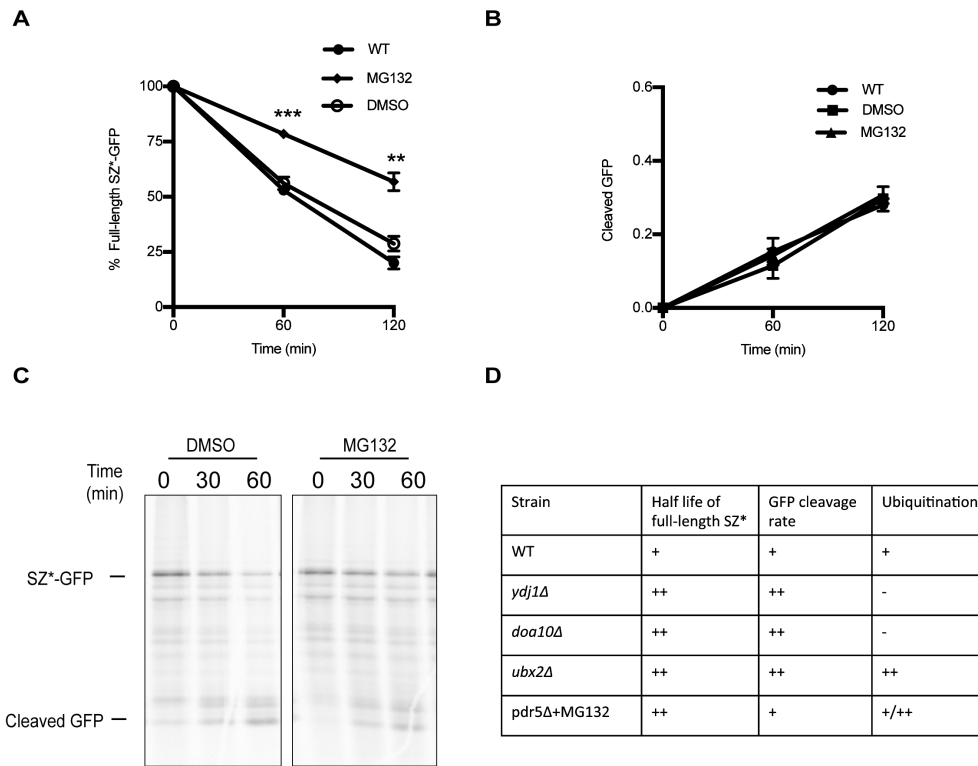 A
WT
MG132
DMSO
100
75
50
25
0
% Full-length SZ*-GFP
***
**
0 60 120
Time (min)
B
WT
DMSO
MG132
0.6
0.4
0.2
0.0
Cleaved GFP
0 60 120
Time (min)
C
DMSO MG132
Time
(min)
0 30 60 0 30 60
SZ*-GFP
Cleaved GFP
D
Strain Half life of full-length SZ* GFP cleavage rate Ubiquitination
WT + + +
ydj1Δ ++ ++ -
doa10Δ ++ ++ -
ubx2Δ ++ ++ ++
pdr5Δ+MG132 ++ + +/++